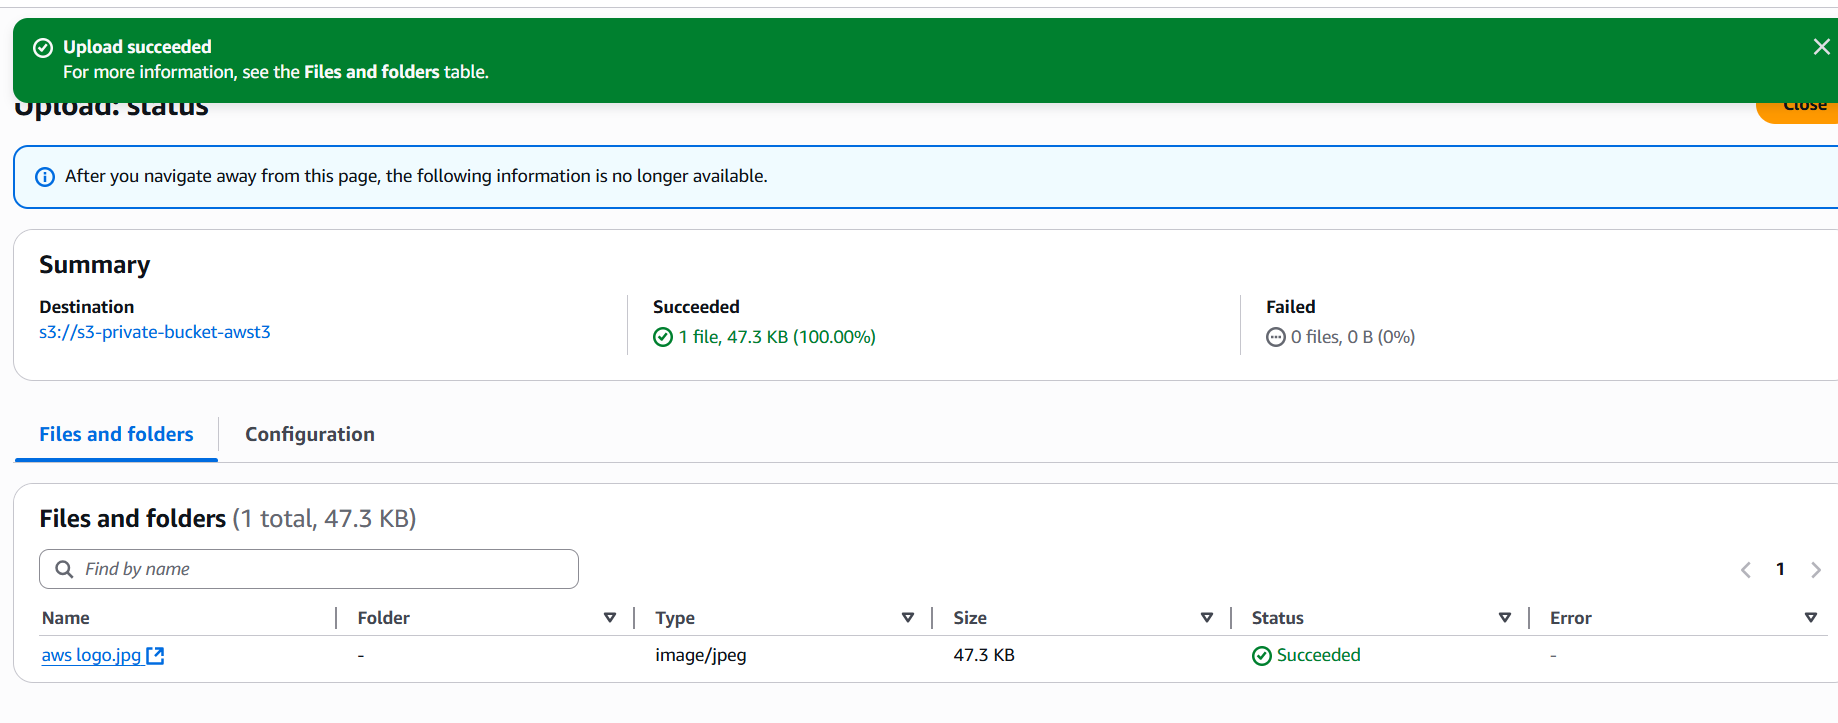 Upload succeeded
For more information, see the Files and folders table.
Upload: status
Close
After you navigate away from this page, the following information is no longer available.
Summary
Destination
s3://s3-private-bucket-awst3
Succeeded
1 file, 47.3 KB (100.00%)
Failed
0 files, 0 B (0%)
Files and folders
Configuration
Files and folders (1 total, 47.3 KB)
Find by name
1
Name Folder Type Size Status Error
aws logo.jpg - image/jpeg 47.3 KB Succeeded -